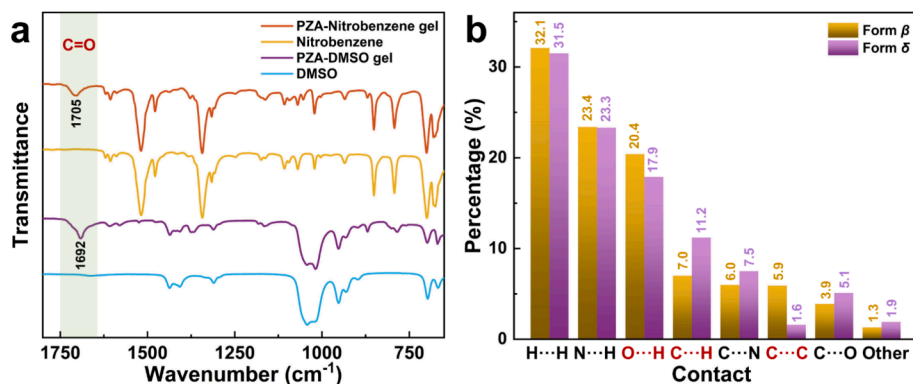 a
C=O
PZA-Nitrobenzene gel
Nitrobenzene
PZA-DMSO gel
DMSO
1705
1692
Transmittance
1750 1500 1250 1000 750
Wavenumber (cm⁻¹)
b
Form β
Form δ
32.1 31.5
23.4 23.3
20.4 17.9
7.0 11.2
6.0 7.5
5.9 1.6
3.9 5.1
1.3 1.9
Percentage (%)
30
20
10
0
H···H N···H O···H C···H C···N C···C C···O Other
Contact